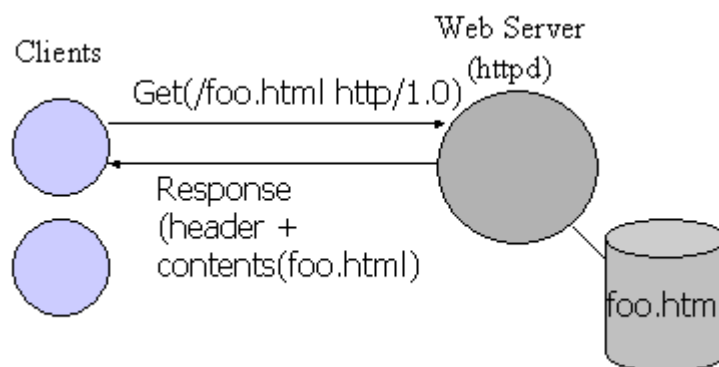 Clients
Web Server
(httpd)
Get(/foo.html http/1.0)
Response
(header +
contents(foo.html)
foo.htm